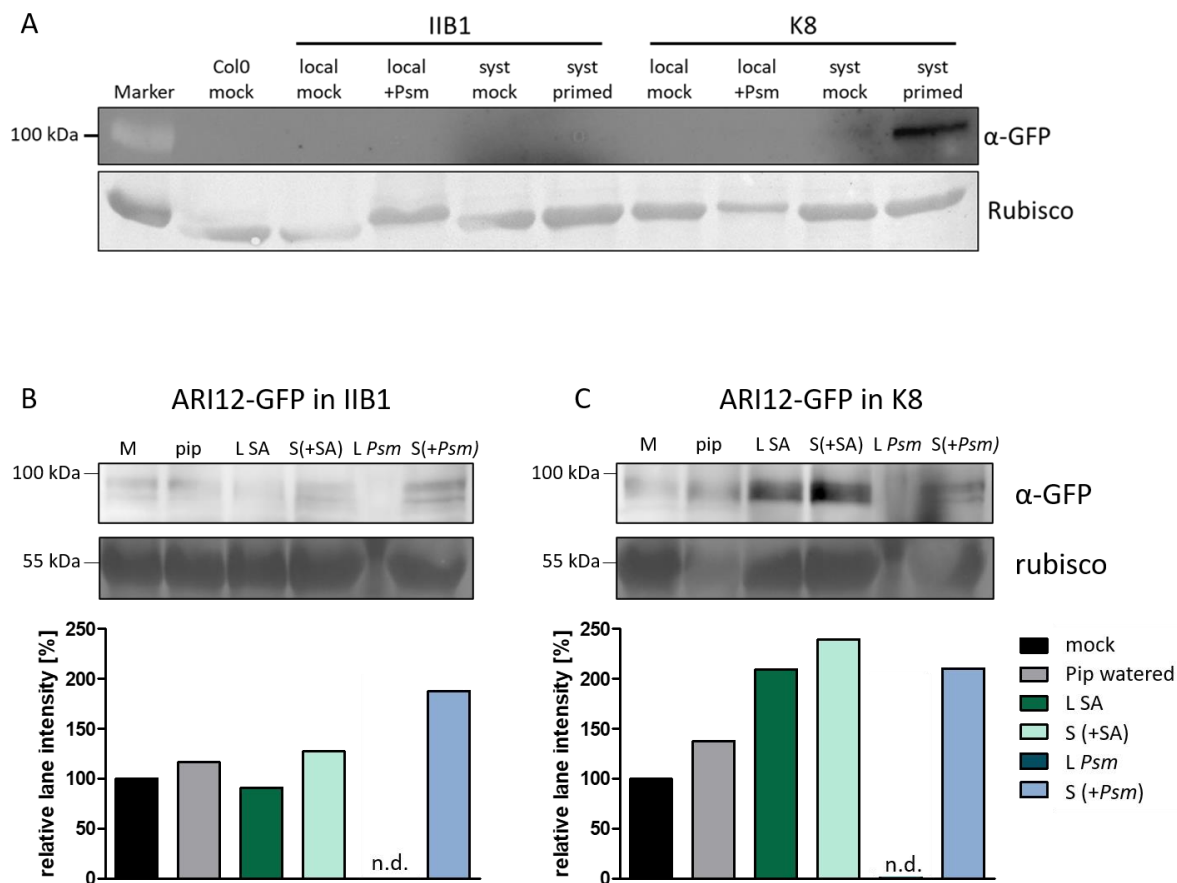 A
IIB1
K8
Marker
Col0 mock
local mock
local +Psm
syst mock
syst primed
local mock
local +Psm
syst mock
syst primed
100 kDa
α-GFP
Rubisco
B
ARI12-GFP in IIB1
M pip L SA S(+SA) L Psm S(+Psm)
100 kDa
55 kDa
relative lane intensity [%]
250
200
150
100
50
0
n.d.
C
ARI12-GFP in K8
M pip L SA S(+SA) L Psm S(+Psm)
100 kDa
α-GFP
55 kDa
rubisco
relative lane intensity [%]
250
200
150
100
50
0
n.d.
mock
Pip watered
L SA
S (+SA)
L Psm
S (+Psm)